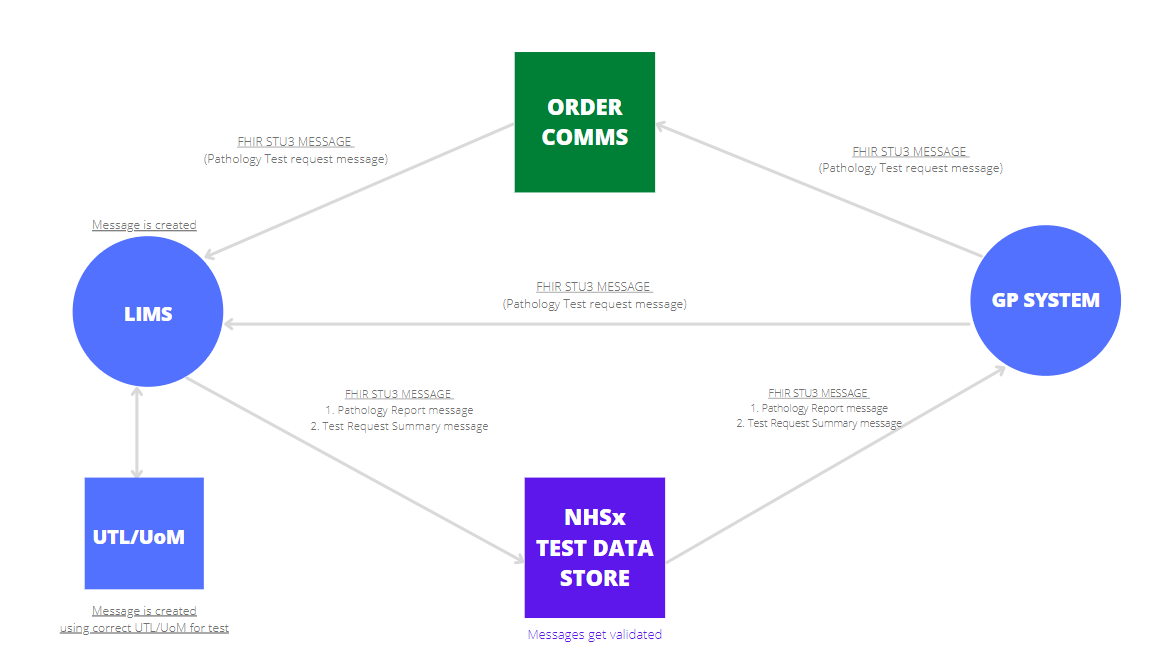 ORDER
COMMS
FHIR STU3 MESSAGE
(Pathology Test request message)
FHIR STU3 MESSAGE
(Pathology Test request message)
Message is created
LIMS
FHIR STU3 MESSAGE
(Pathology Test request message)
GP SYSTEM
FHIR STU3 MESSAGE
1. Pathology Report message
2. Test Request Summary message
FHIR STU3 MESSAGE
1. Pathology Report message
2. Test Request Summary message
UTL/UoM
Message is created
using correct UTL/UoM for test
NHSx
TEST DATA
STORE
Messages get validated